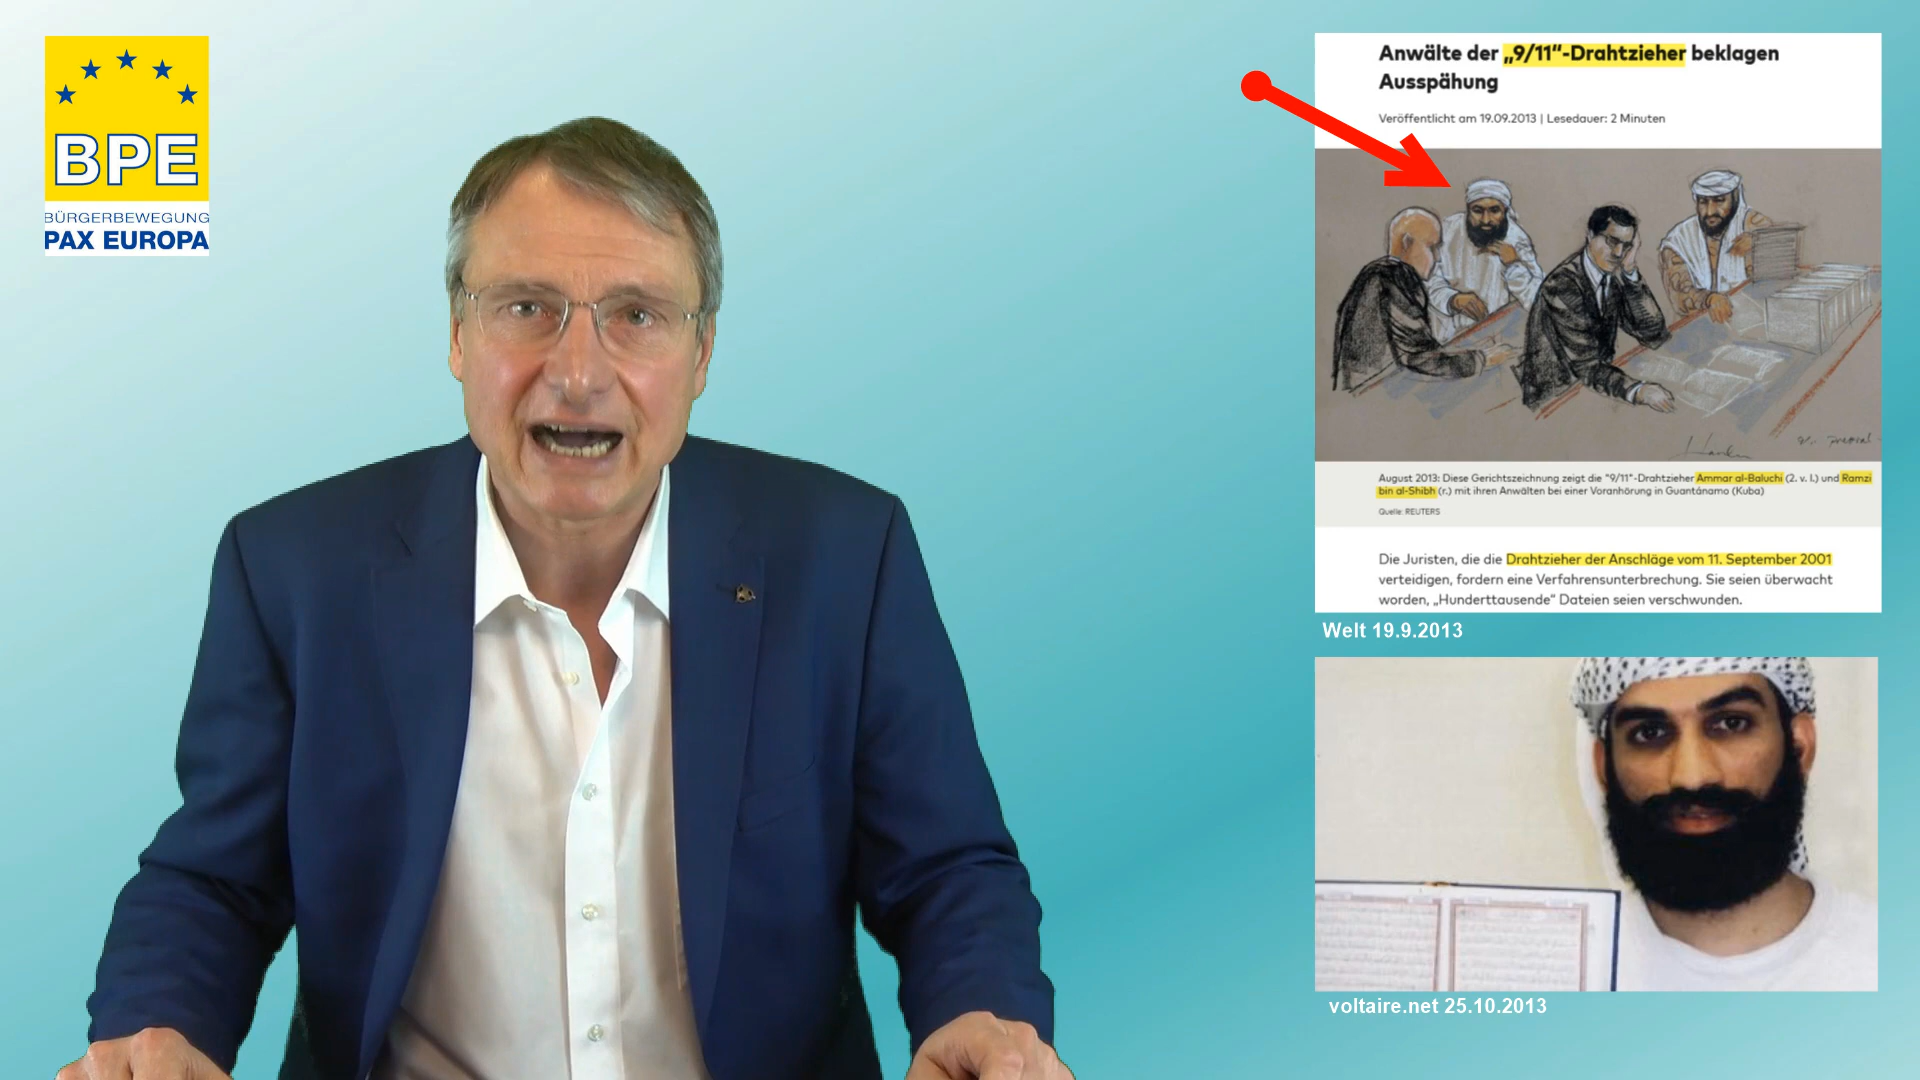 BPE
BÜRGERBEWEGUNG
PAX EUROPA
Anwälte der „9/11“-Drahtzieher beklagen
Ausspähung
Veröffentlicht am 19.09.2013 | Lesedauer: 2 Minuten
August 2013: Diese Gerichtszeichnung zeigt die "9/11"-Drahtzieher Ammar al-Baluchi (2. v. l.) und Ramzi
bin al-Shibh (r.) mit ihren Anwälten bei einer Voranhörung in Guantánamo (Kuba)
Quelle: REUTERS
Die Juristen, die die Drahtzieher der Anschläge vom 11. September 2001
verteidigen, fordern eine Verfahrensunterbrechung. Sie seien überwacht
worden, „Hunderttausende“ Dateien seien verschwunden.
Welt 19.9.2013
voltaire.net 25.10.2013